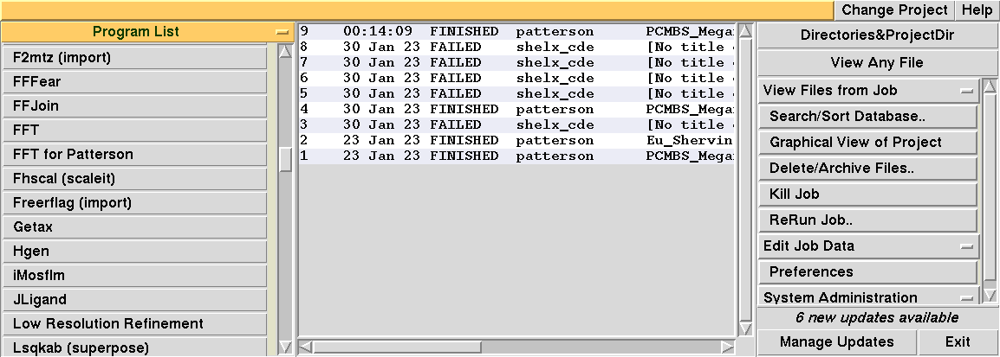 Change Project Help
Program List
F2mtz (import)
FFFear
FFJoin
FFT
FFT for Patterson
Fhscal (scaleit)
Freerflag (import)
Getax
Hgen
iMosflm
JLigand
Low Resolution Refinement
Lsqkab (superpose)
9 00:14:09 FINISHED patterson PCMBS_Megan
8 30 Jan 23 FAILED shelx_cde [No title
7 30 Jan 23 FAILED shelx_cde [No title
6 30 Jan 23 FAILED shelx_cde [No title
5 30 Jan 23 FAILED shelx_cde [No title
4 30 Jan 23 FINISHED patterson PCMBS_Megan
3 30 Jan 23 FAILED shelx_cde [No title
2 23 Jan 23 FINISHED patterson Eu_Shervin
1 23 Jan 23 FINISHED patterson PCMBS_Megan
Directories&ProjectDir
View Any File
View Files from Job
Search/Sort Database..
Graphical View of Project
Delete/Archive Files..
Kill Job
ReRun Job..
Edit Job Data
Preferences
System Administration
6 new updates available
Manage Updates Exit